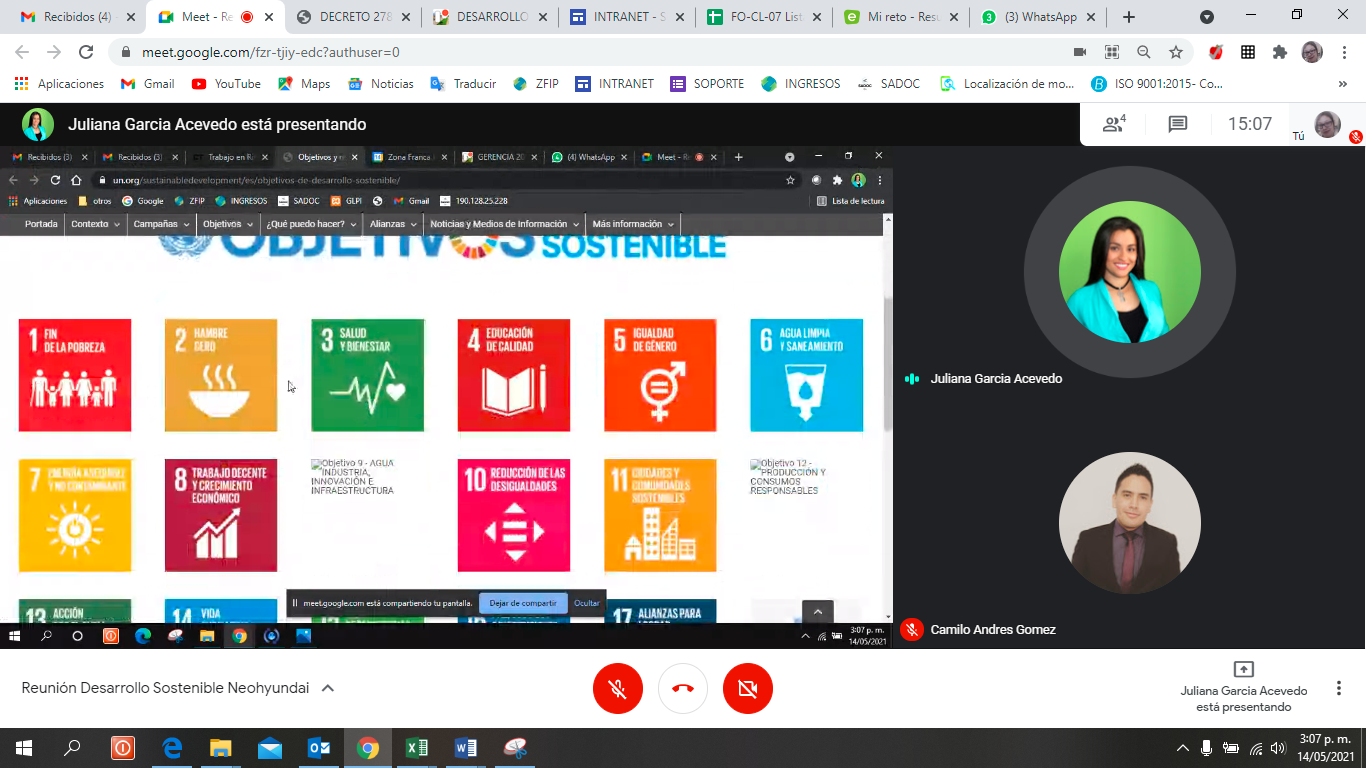 Recibidos (4)
Meet - Re
DECRETO 278
DESARROLLO
INTRANET - S
FO-CL-07 List
Mi reto - Resu
(3) WhatsApp
meet.google.com/fzr-tjiy-edc?authuser=0
Aplicaciones
Gmail
YouTube
Maps
Noticias
Traducir
ZFIP
INTRANET
SOPORTE
INGRESOS
SADOC
Localización de mo...
ISO 9001:2015- Co...
Juliana Garcia Acevedo está presentando
4
15:07
Tú
Recibidos (3)
Recibidos (3)
Trabajo en Ri
Objetivos y m
Zona Franca I
GERENCIA 20
(4) WhatsApp
Meet - R
un.org/sustainabledevelopment/es/objetivos-de-desarrollo-sostenible/
Aplicaciones
otros
Google
ZFIP
INGRESOS
SADOC
GLPI
Gmail
190.128.25.228
Lista de lectura
Portada
Contexto
Campañas
Objetivos
¿Qué puedo hacer?
Alianzas
Noticias y Medios de Información
Más información
OBJETIVOS SOSTENIBLE
1 FIN
DE LA POBREZA
2 HAMBRE
CERO
3 SALUD
Y BIENESTAR
4 EDUCACIÓN
DE CALIDAD
5 IGUALDAD
DE GÉNERO
6 AGUA LIMPIA
Y SANEAMIENTO
7 ENERGÍA ASEQUIBLE
Y NO CONTAMINANTE
8 TRABAJO DECENTE
Y CRECIMIENTO
ECONÓMICO
Objetivo 9 - AGUA
INDUSTRIA,
INNOVACIÓN E
INFRAESTRUCTURA
10 REDUCCIÓN DE LAS
DESIGUALDADES
11 CIUDADES Y
COMUNIDADES
SOSTENIBLES
Objetivo 12 -
PRODUCCIÓN Y
CONSUMOS
RESPONSABLES
13 ACCIÓN
14 VIDA
17 ALIANZAS PARA
meet.google.com está compartiendo tu pantalla.
Dejar de compartir
Ocultar
3:07 p. m.
14/05/2021
Juliana Garcia Acevedo
Camilo Andres Gomez
Reunión Desarrollo Sostenible Neohyundai
Juliana Garcia Acevedo
está presentando
3:07 p. m.
14/05/2021